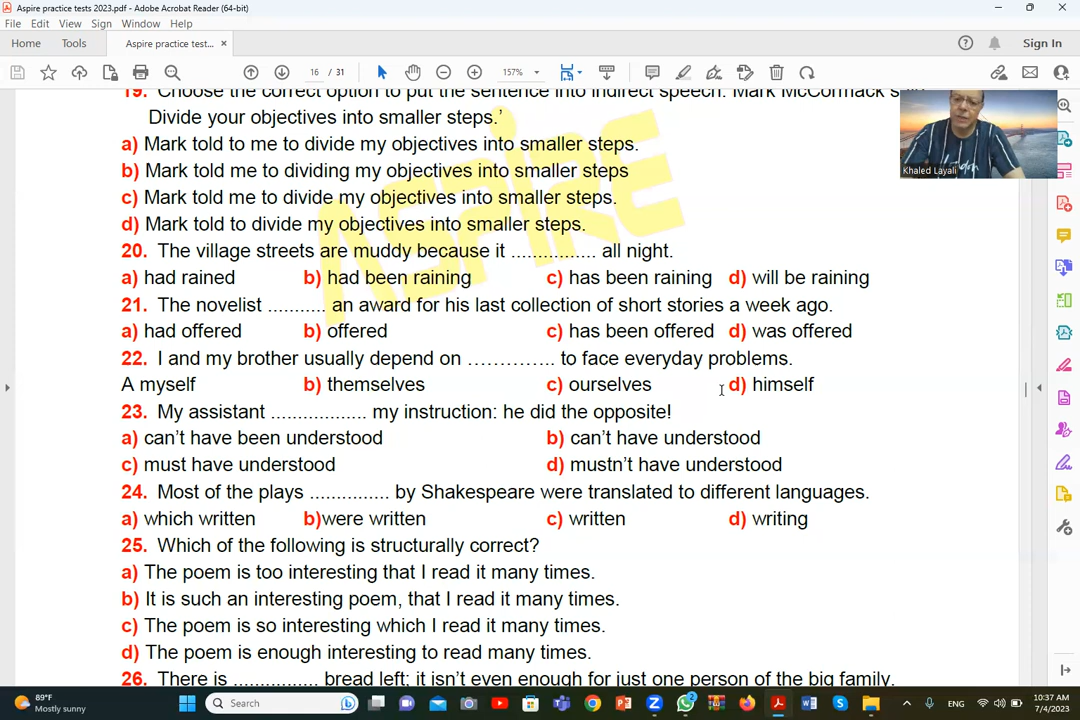 Aspire practice tests 2023.pdf - Adobe Acrobat Reader (64-bit)
File Edit View Sign Window Help
Home Tools Aspire practice test... × Sign In
16 / 31 157%
19. Choose the correct option to put the sentence into indirect speech: Mark McCormack
Divide your objectives into smaller steps.’
a) Mark told to me to divide my objectives into smaller steps.
b) Mark told me to dividing my objectives into smaller steps
c) Mark told me to divide my objectives into smaller steps.
d) Mark told to divide my objectives into smaller steps.
20. The village streets are muddy because it ............... all night.
a) had rained b) had been raining c) has been raining d) will be raining
21. The novelist ........... an award for his last collection of short stories a week ago.
a) had offered b) offered c) has been offered d) was offered
22. I and my brother usually depend on .............. to face everyday problems.
A myself b) themselves c) ourselves d) himself
23. My assistant .................. my instruction: he did the opposite!
a) can’t have been understood b) can’t have understood
c) must have understood d) mustn’t have understood
24. Most of the plays ............... by Shakespeare were translated to different languages.
a) which written b)were written c) written d) writing
25. Which of the following is structurally correct?
a) The poem is too interesting that I read it many times.
b) It is such an interesting poem, that I read it many times.
c) The poem is so interesting which I read it many times.
d) The poem is enough interesting to read many times.
26. There is ............... bread left; it isn’t even enough for just one person of the big family.
ASPIRE
Khaled Layali
89°F
Mostly sunny
Search
2
ENG
10:37 AM
7/4/2023